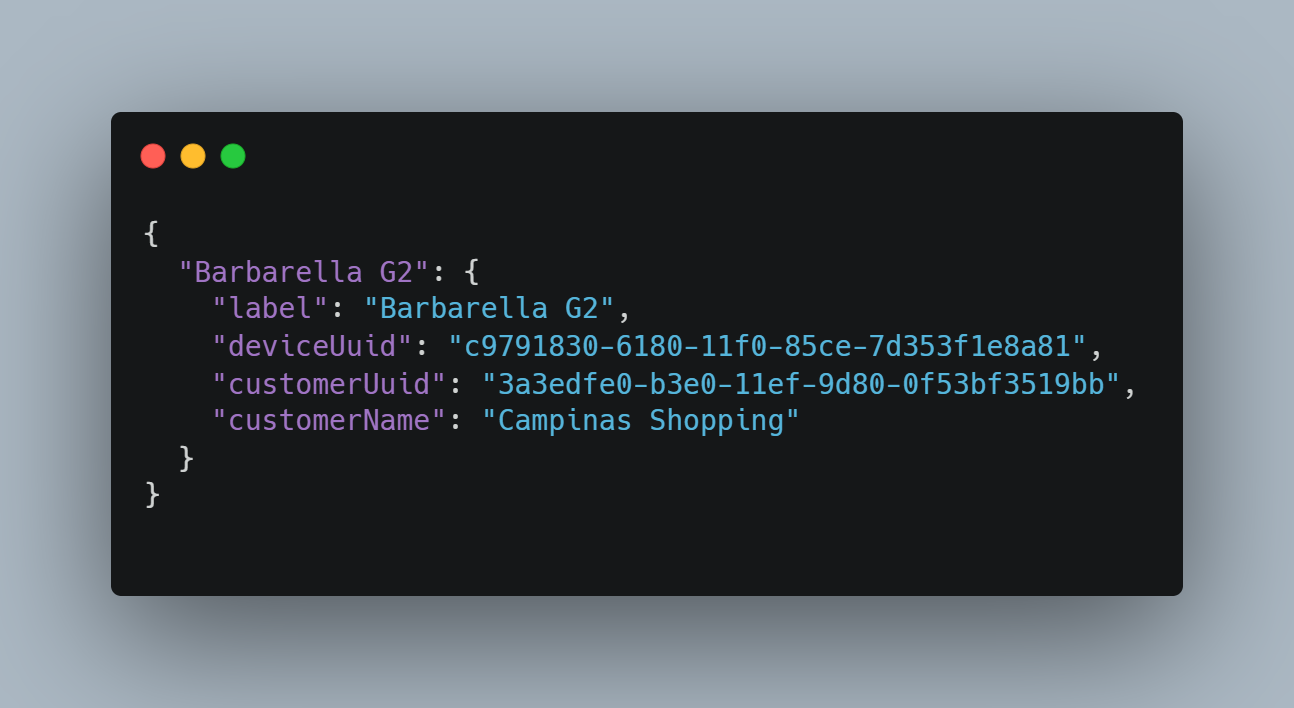 {
  "Barbarella G2": {
    "label": "Barbarella G2",
    "deviceUuid": "c9791830-6180-11f0-85ce-7d353f1e8a81",
    "customerUuid": "3a3edfe0-b3e0-11ef-9d80-0f53bf3519bb",
    "customerName": "Campinas Shopping"
  }
}